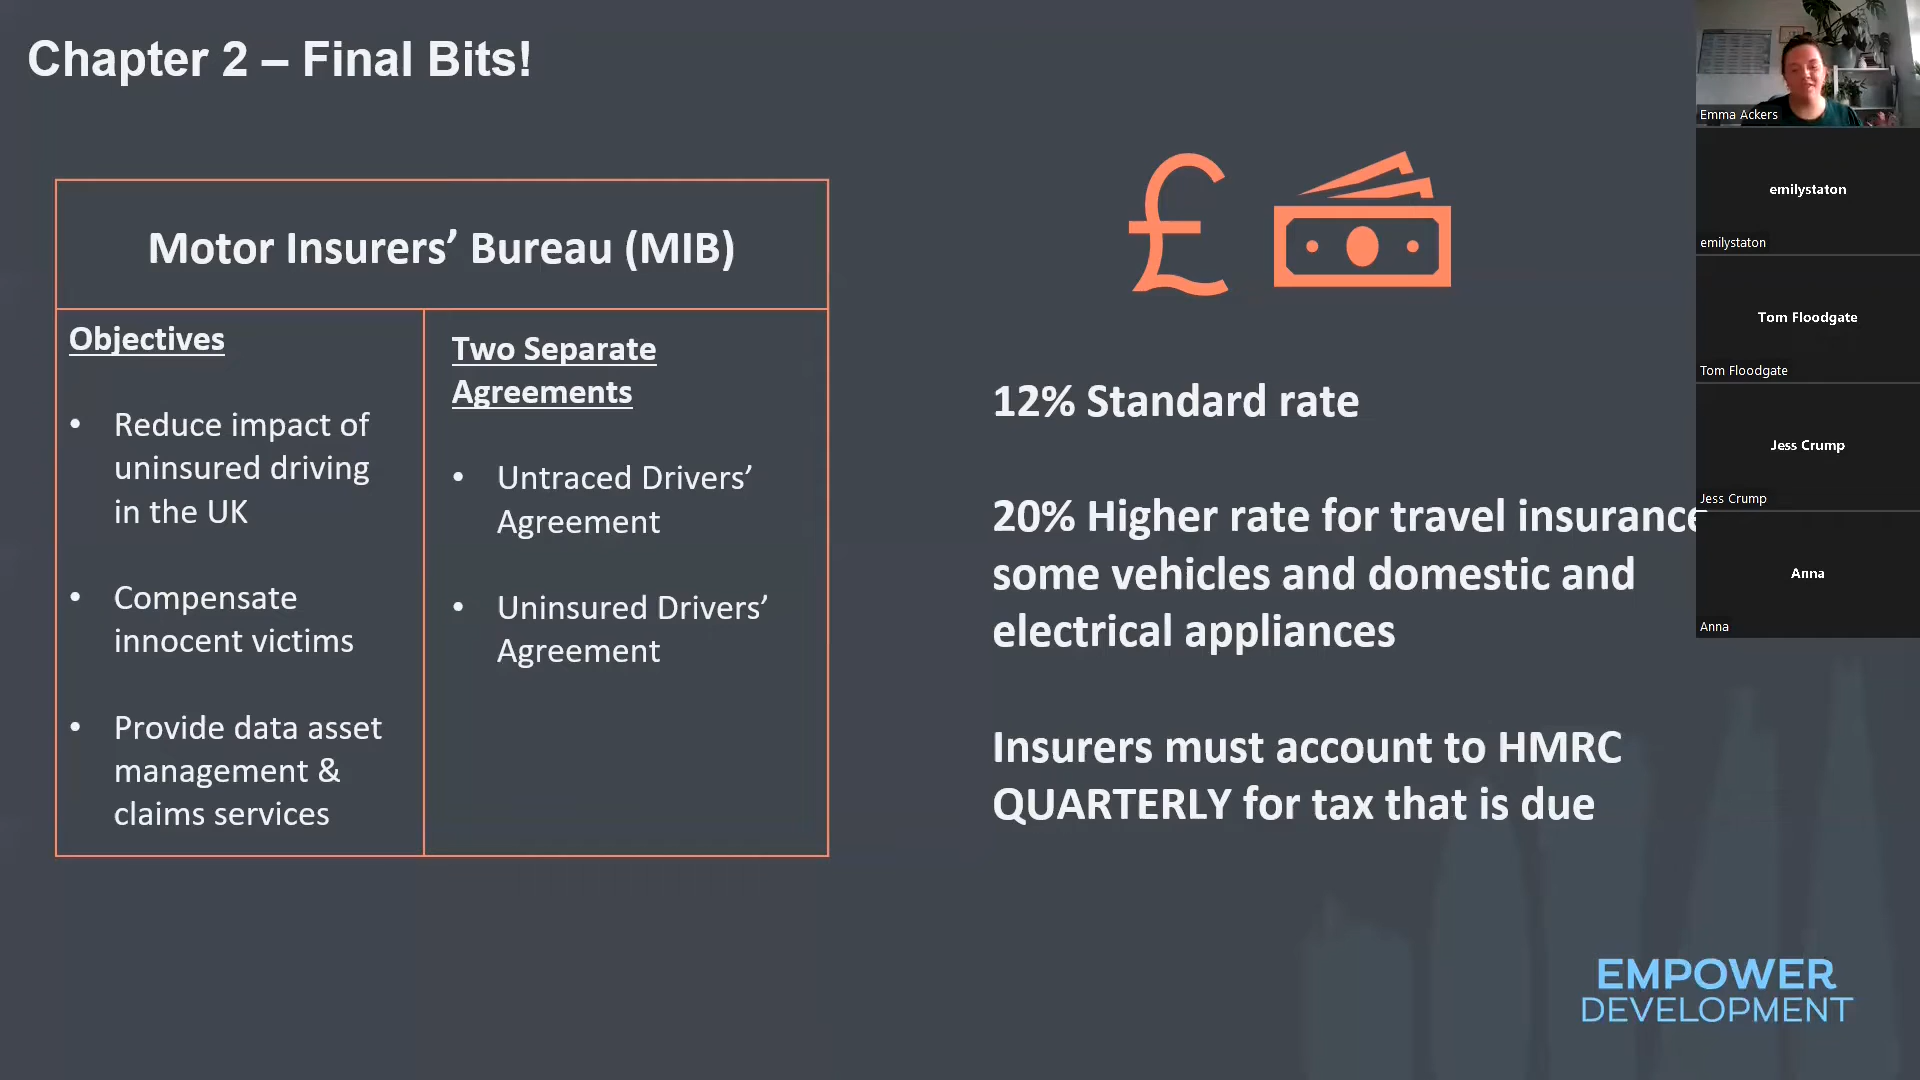 Chapter 2 – Final Bits!
Motor Insurers’ Bureau (MIB)
Objectives
• Reduce impact of
uninsured driving
in the UK
• Compensate
innocent victims
• Provide data asset
management &
claims services
Two Separate
Agreements
• Untraced Drivers’
Agreement
• Uninsured Drivers’
Agreement
£
12% Standard rate
20% Higher rate for travel insurance
some vehicles and domestic and
electrical appliances
Insurers must account to HMRC
QUARTERLY for tax that is due
EMPOWER
DEVELOPMENT
Emma Ackers
emilystaton
emilystaton
Tom Floodgate
Tom Floodgate
Jess Crump
Jess Crump
Anna
Anna